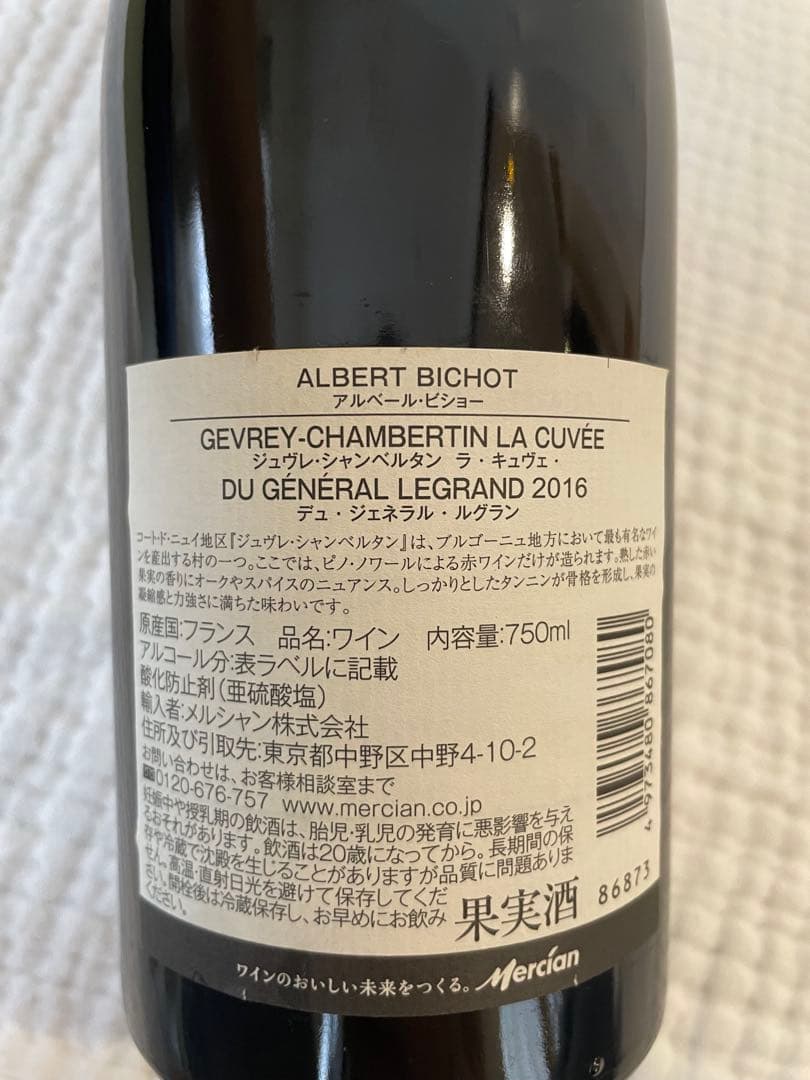 ALBERT BICHOT
アルベール・ビショー
GEVREY-CHAMBERTIN LA CUVÉE
ジュヴレ・シャンベルタン ラ・キュヴェ・
DU GÉNÉRAL LEGRAND 2016
デュ・ジェネラル・ルグラン
コート・ド・ニュイ地区『ジュヴレ・シャンベルタン』は、ブルゴーニュ地方において最も有名なワイ
ンを産出する村の一つ。ここでは、ピノ・ノワールによる赤ワインだけが造られます。熟した赤い
果実の香りにオークやスパイスのニュアンス。しっかりとしたタンニンが骨格を形成し、果実の
凝縮感と力強さに満ちた味わいです。
原産国:フランス 品名:ワイン 内容量:750ml
アルコール分:表ラベルに記載
酸化防止剤(亜硫酸塩)
輸入者:メルシャン株式会社
住所及び引取先:東京都中野区中野4-10-2
お問い合わせは、お客様相談室まで
0120-676-757 www.mercian.co.jp
妊娠中や授乳期の飲酒は、胎児・乳児の発育に悪影響を与え
るおそれがあります。飲酒は20歳になってから。長期間の保
存や冷蔵で沈殿を生じることがありますが品質に問題ありま
せん。高温・直射日光を避けて保存してくだ
さい。開栓後は冷蔵保存し、お早めにお飲み
ください。
果実酒
86873
4973480867080
ワインのおいしい未来をつくる。 Mercian